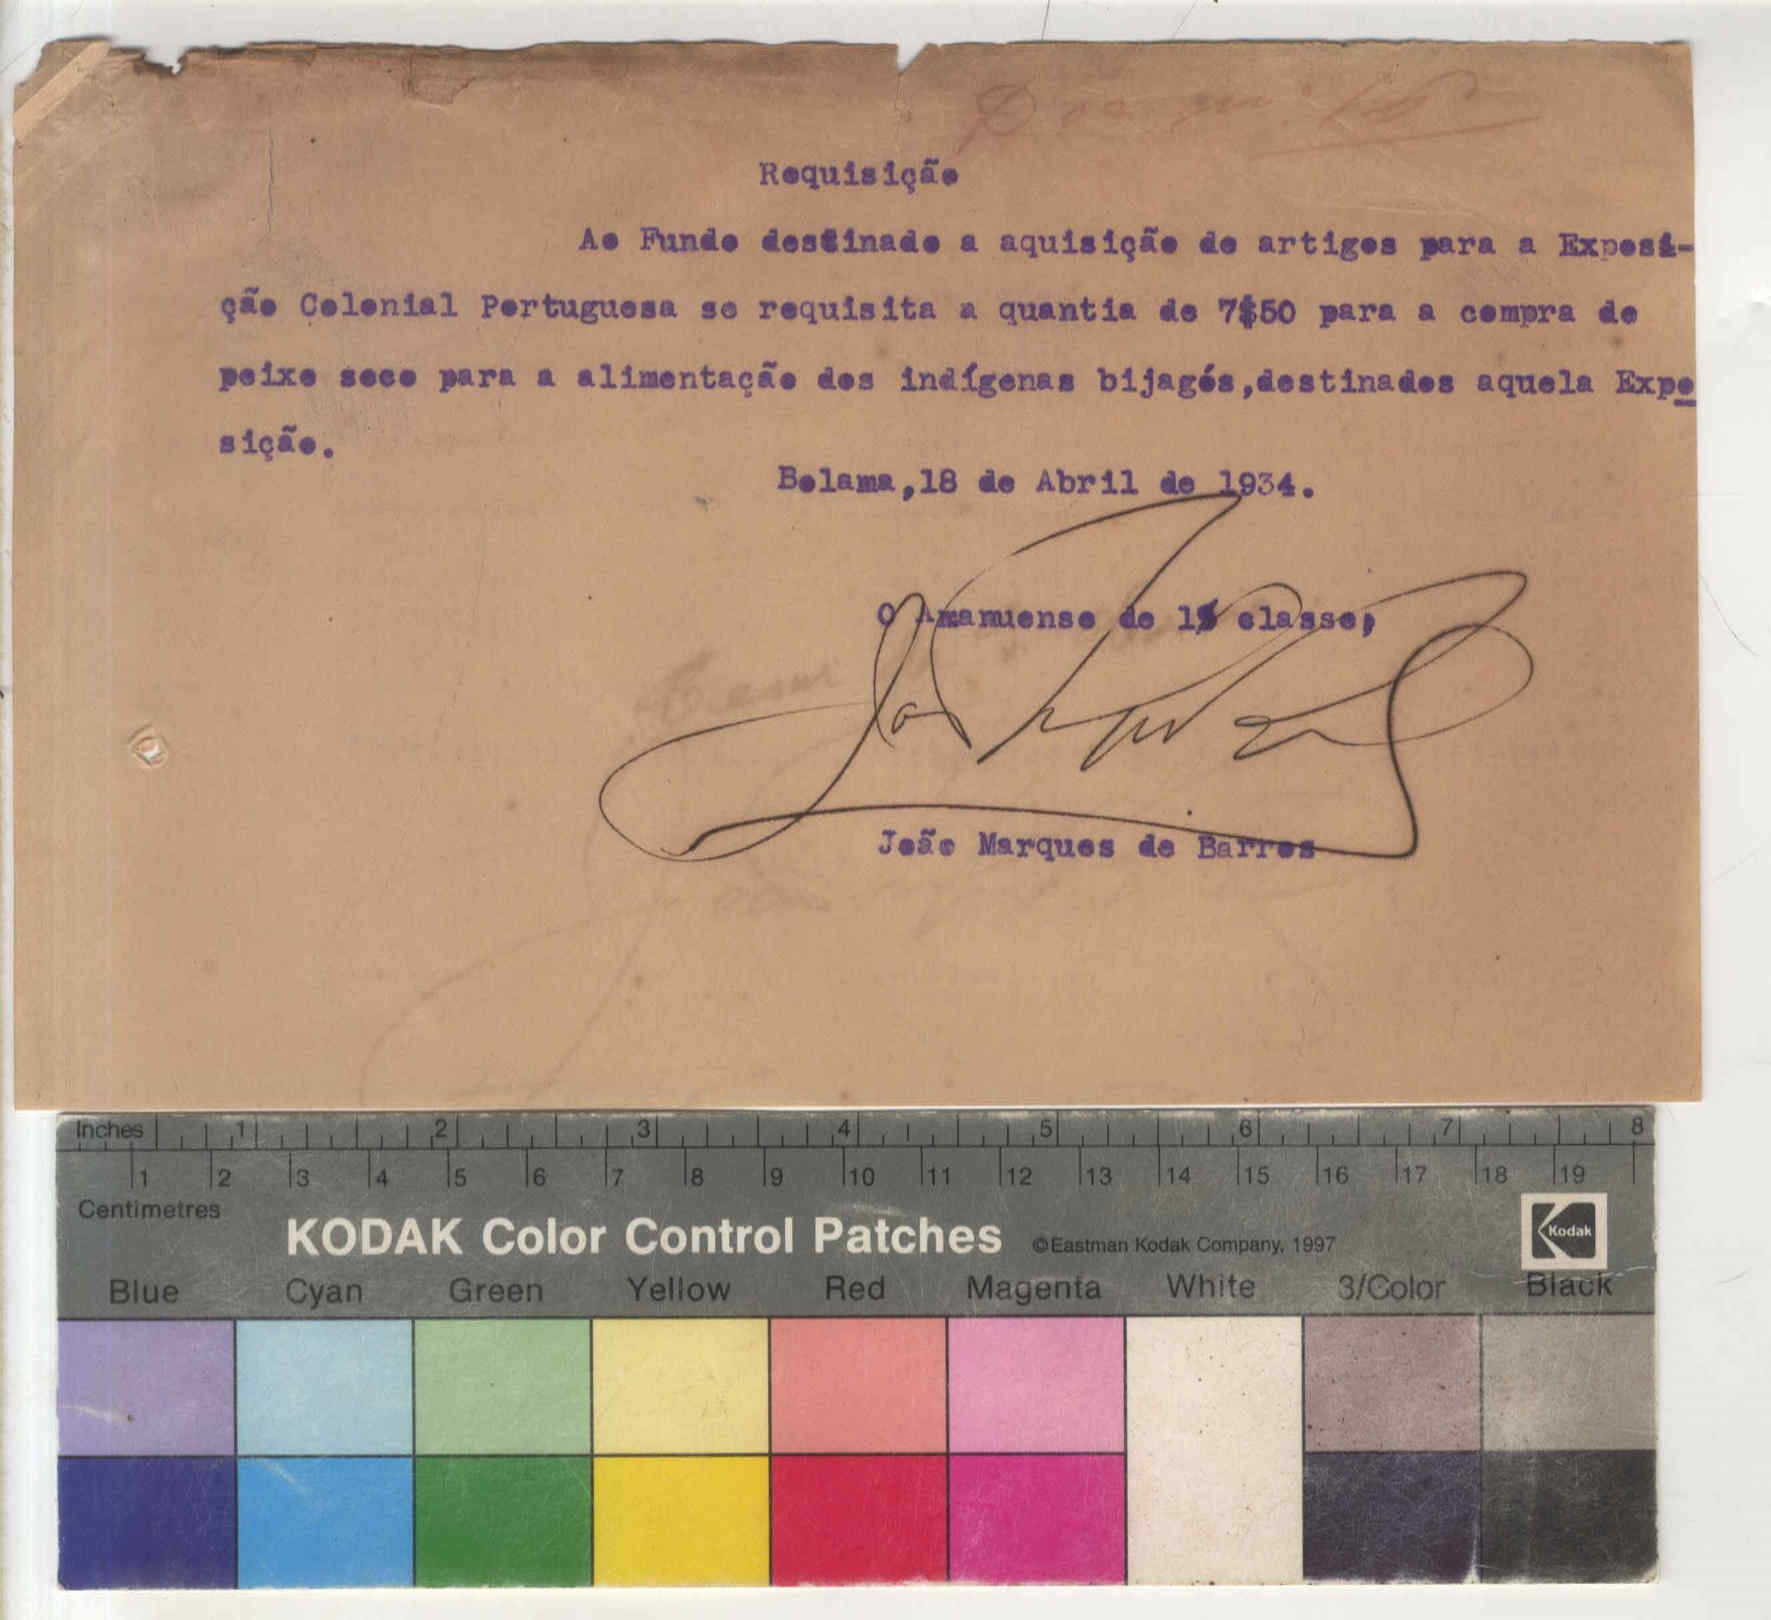 Requisição
Ao Fundo destinado a aquisição de artigos para a Exposi-
ção Colonial Portuguesa se requisita a quantia de 7$50 para a compra de
peixe seco para a alimentação dos indígenas bijagós,destinados aquela Expo
sição.
Bolama,18 de Abril de 1934.
O Amanuense de 1ª classe,
João Marques de Barros
Inches 1 2 3 4 5 6 7 8
1 2 3 4 5 6 7 8 9 10 11 12 13 14 15 16 17 18 19
Centimetres
KODAK Color Control Patches ©Eastman Kodak Company, 1997 Kodak
Blue Cyan Green Yellow Red Magenta White 3/Color Black